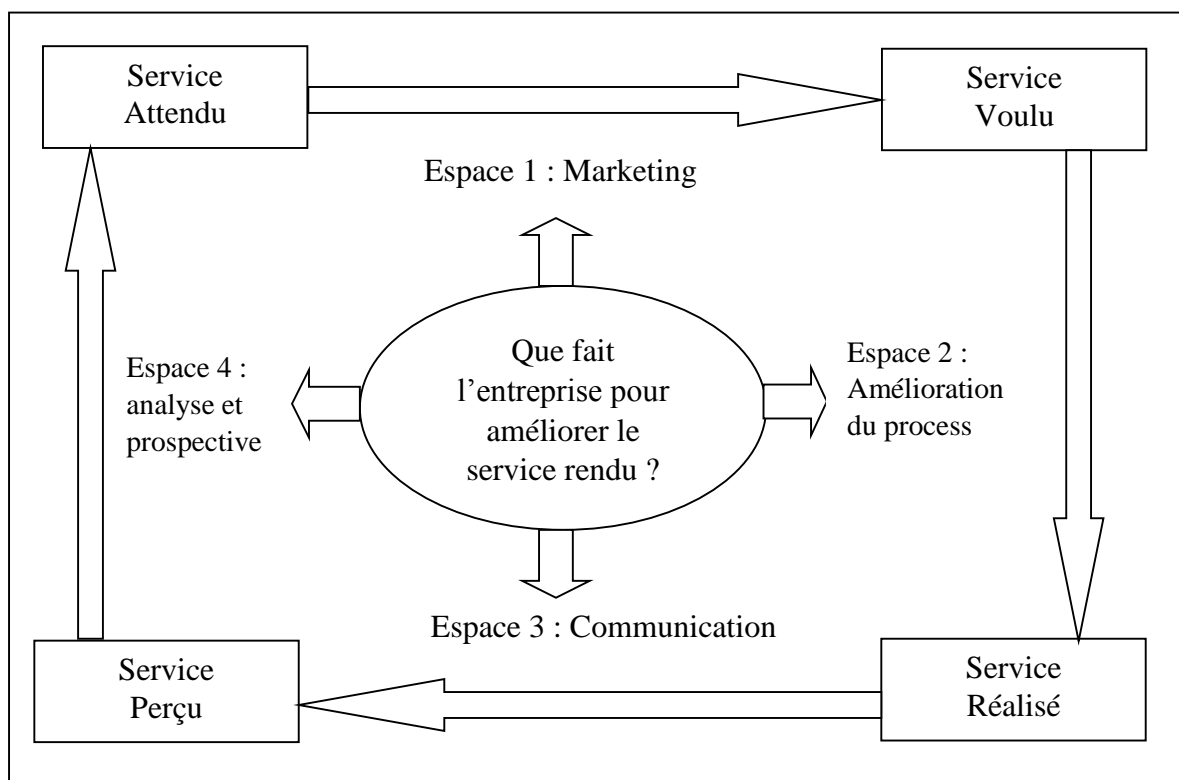 Service
Attendu
Service
Voulu
Espace 1 : Marketing
Que fait
l’entreprise pour
améliorer le
service rendu ?
Espace 4 :
analyse et
prospective
Espace 2 :
Amélioration
du process
Espace 3 : Communication
Service
Perçu
Service
Réalisé